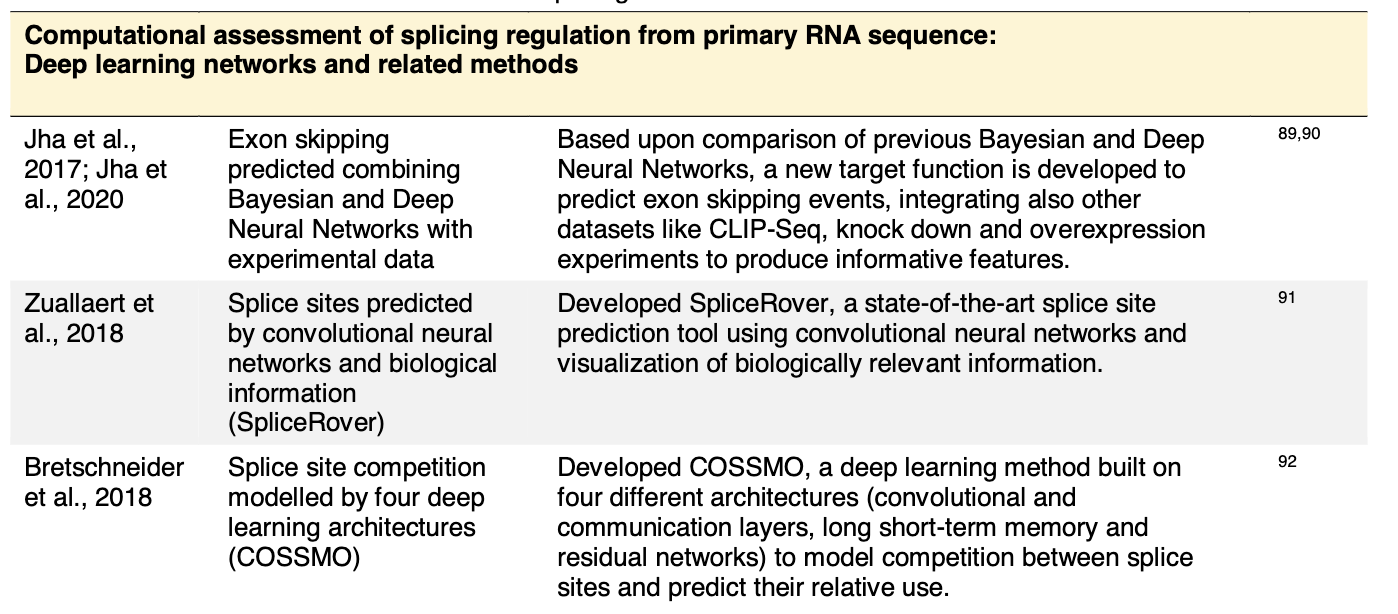 Computational assessment of splicing regulation from primary RNA sequence:
Deep learning networks and related methods
Jha et al.,
2017; Jha et
al., 2020
Exon skipping
predicted combining
Bayesian and Deep
Neural Networks with
experimental data
Based upon comparison of previous Bayesian and Deep
Neural Networks, a new target function is developed to
predict exon skipping events, integrating also other
datasets like CLIP-Seq, knock down and overexpression
experiments to produce informative features.
89,90
Zuallaert et
al., 2018
Splice sites predicted
by convolutional neural
networks and biological
information
(SpliceRover)
Developed SpliceRover, a state-of-the-art splice site
prediction tool using convolutional neural networks and
visualization of biologically relevant information.
91
Bretschneider
et al., 2018
Splice site competition
modelled by four deep
learning architectures
(COSSMO)
Developed COSSMO, a deep learning method built on
four different architectures (convolutional and
communication layers, long short-term memory and
residual networks) to model competition between splice
sites and predict their relative use.
92